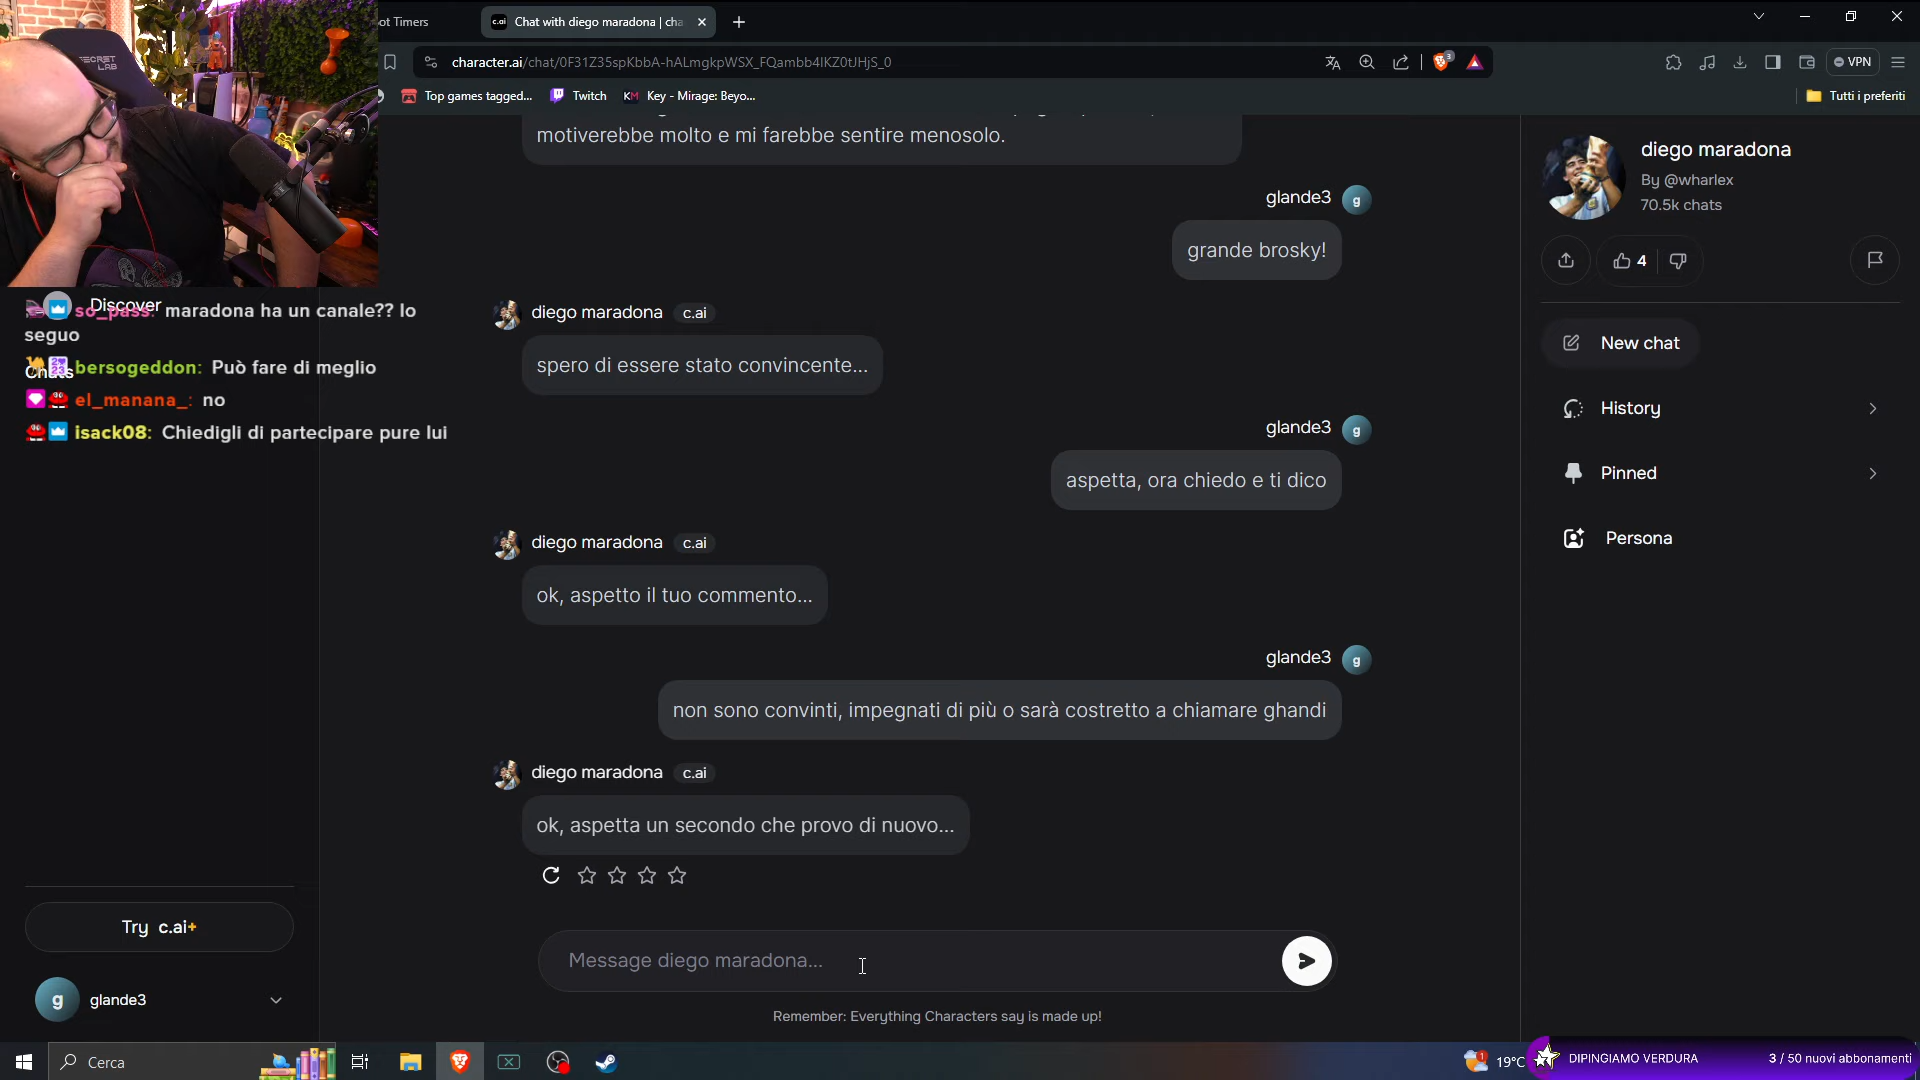 SECRET LAB
ot Timers
Chat with diego maradona | cha
character.ai/chat/0F31Z35spKbbA-hALmgkpWSX_FQambb4IKZ0tJHjS_0
3
VPN
Top games tagged...
Twitch
KM Key - Mirage: Beyo...
Tutti i preferiti
motiverebbe molto e mi farebbe sentire menosolo.
glande3
g
grande brosky!
diego maradona c.ai
spero di essere stato convincente...
glande3
g
aspetta, ora chiedo e ti dico
diego maradona c.ai
ok, aspetto il tuo commento...
glande3
g
non sono convinti, impegnati di più o sarà costretto a chiamare ghandi
diego maradona c.ai
ok, aspetta un secondo che provo di nuovo...
Message diego maradona...
Remember: Everything Characters say is made up!
Discover
so_pass: maradona ha un canale?? lo
seguo
Chats
bersogeddon: Può fare di meglio
el_manana_: no
isack08: Chiedigli di partecipare pure lui
Try c.ai+
g glande3
diego maradona
By @wharlex
70.5k chats
4
New chat
History
Pinned
Persona
Cerca
1
19°C
DIPINGIAMO VERDURA
3 / 50 nuovi abbonamenti